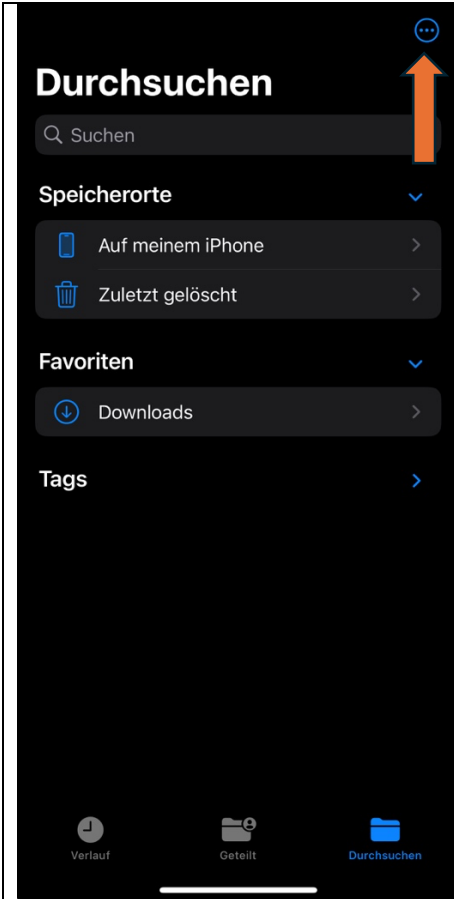 Durchsuchen
Suchen
Speicherorte
Auf meinem iPhone
Zuletzt gelöscht
Favoriten
Downloads
Tags
Verlauf
Geteilt
Durchsuchen